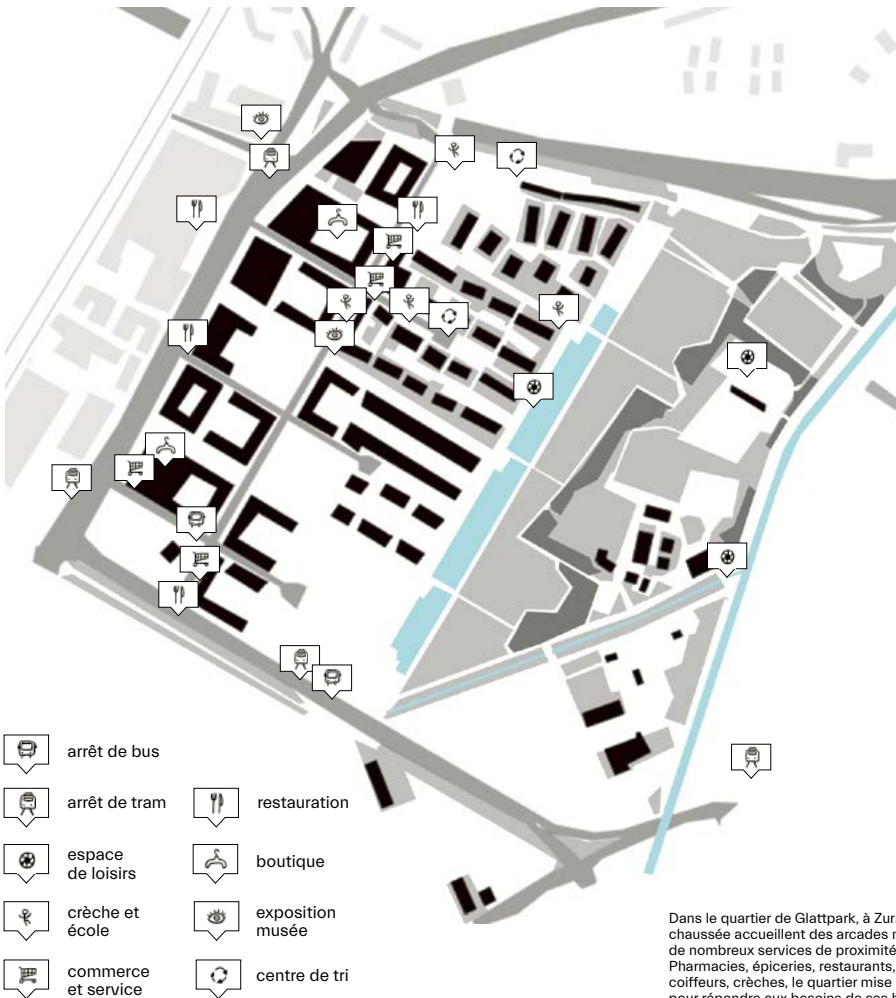 arrêt de bus
arrêt de tram
espace
de loisirs
crèche et
école
commerce
et service
restauration
boutique
exposition
musée
centre de tri
Dans le quartier de Glattpark, à Zur
chaussée accueillent des arcades
de nombreux services de proximité
Pharmacies, épiceries, restaurants,
coiffeurs, crèches, le quartier mise
pour répondre aux besoins de ses